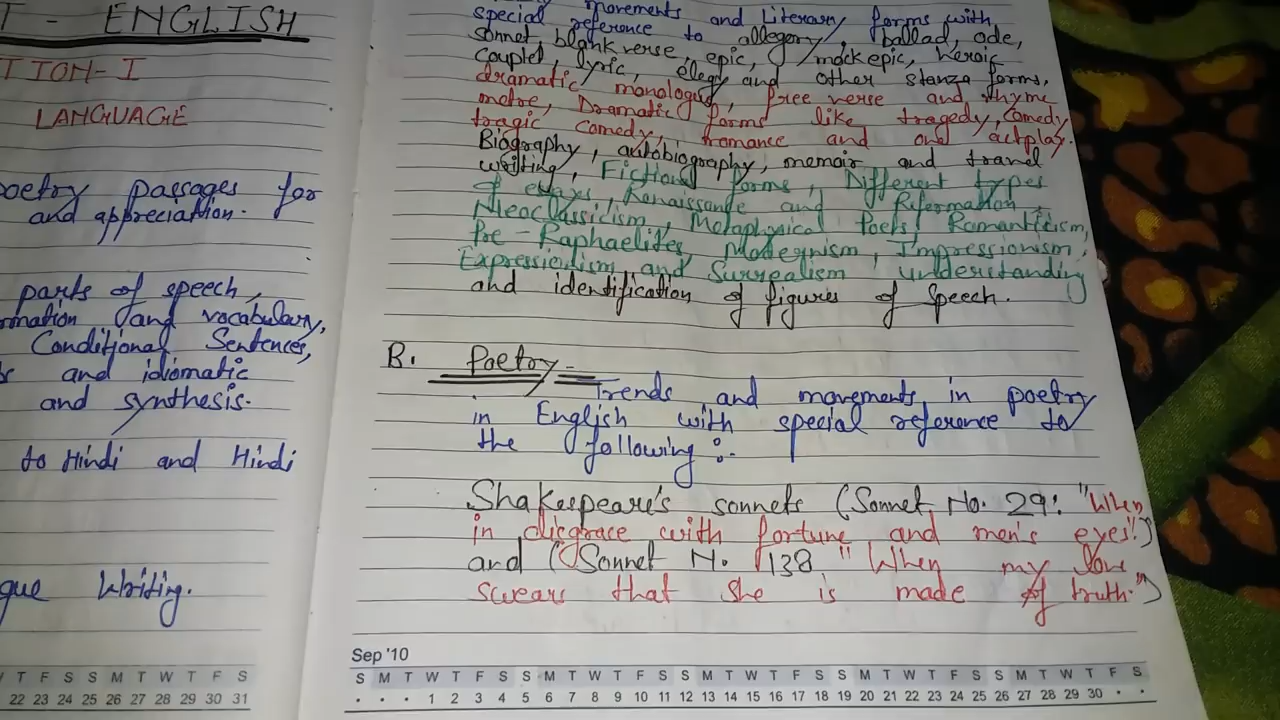 T - ENGLISH
TION - I
LANGUAGE
poetry passages for
and appreciation.
parts of speech,
rmation and vocabulary,
Conditional Sentences,
and idiomatic
and synthesis.
to Hindi and Hindi
gue Writing.
T F S S M T W T F S
22 23 24 25 26 27 28 29 30 31
special movements and Literary forms with
reference to allegory, ballad, ode,
sonnet, blank verse, epic, mock epic, heroic
couplet, lyric, elegy and other stanza forms,
dramatic monologue, free verse and rhyme
metre, Dramatic forms like tragedy, comedy
tragic comedy, romance and one actplay.
Biography, autobiography, memoir and travel
writing, Fictional forms, Different types
of essays, Renaissance and Reformation,
Neoclassicism, Metaphysical Poets, Romanticism,
Pre-Raphaelites, Modernism, Impressionism,
Expressionism and Surrealism understanding
and identification of figures of speech.
B. Poetry -
Trends and movements in poetry
in English with special reference to
the following :-
Shakespeare's sonnets (Sonnet No. 29: "When
in disgrace with fortune and men's eyes".)
and (Sonnet No. 138 "When my love
swears that she is made of truth.")
Sep '10
S M T W T F S S M T W T F S S M T W T F S S M T W T F S S M T W T F S
1 2 3 4 5 6 7 8 9 10 11 12 13 14 15 16 17 18 19 20 21 22 23 24 25 26 27 28 29 30